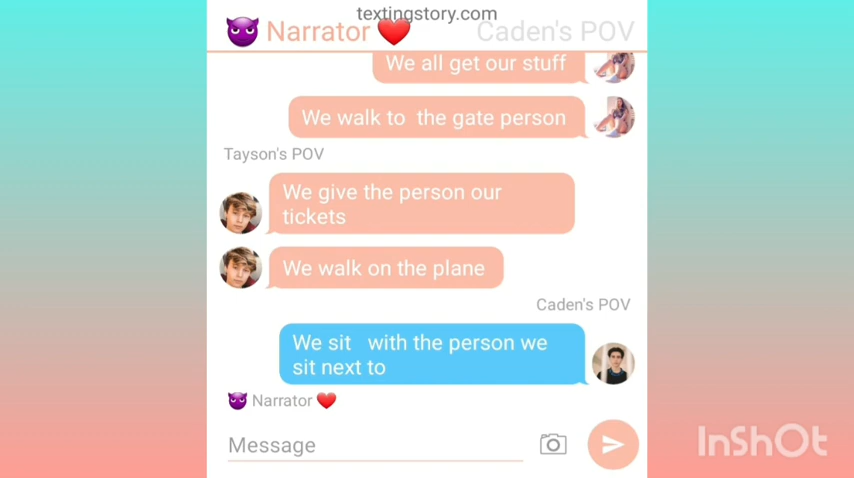 textingstory.com
😈 Narrator ❤️ Caden's POV
We all get our stuff
We walk to the gate person
Tayson's POV
We give the person our
tickets
We walk on the plane
Caden's POV
We sit with the person we
sit next to
😈 Narrator ❤️
Message
InShOt